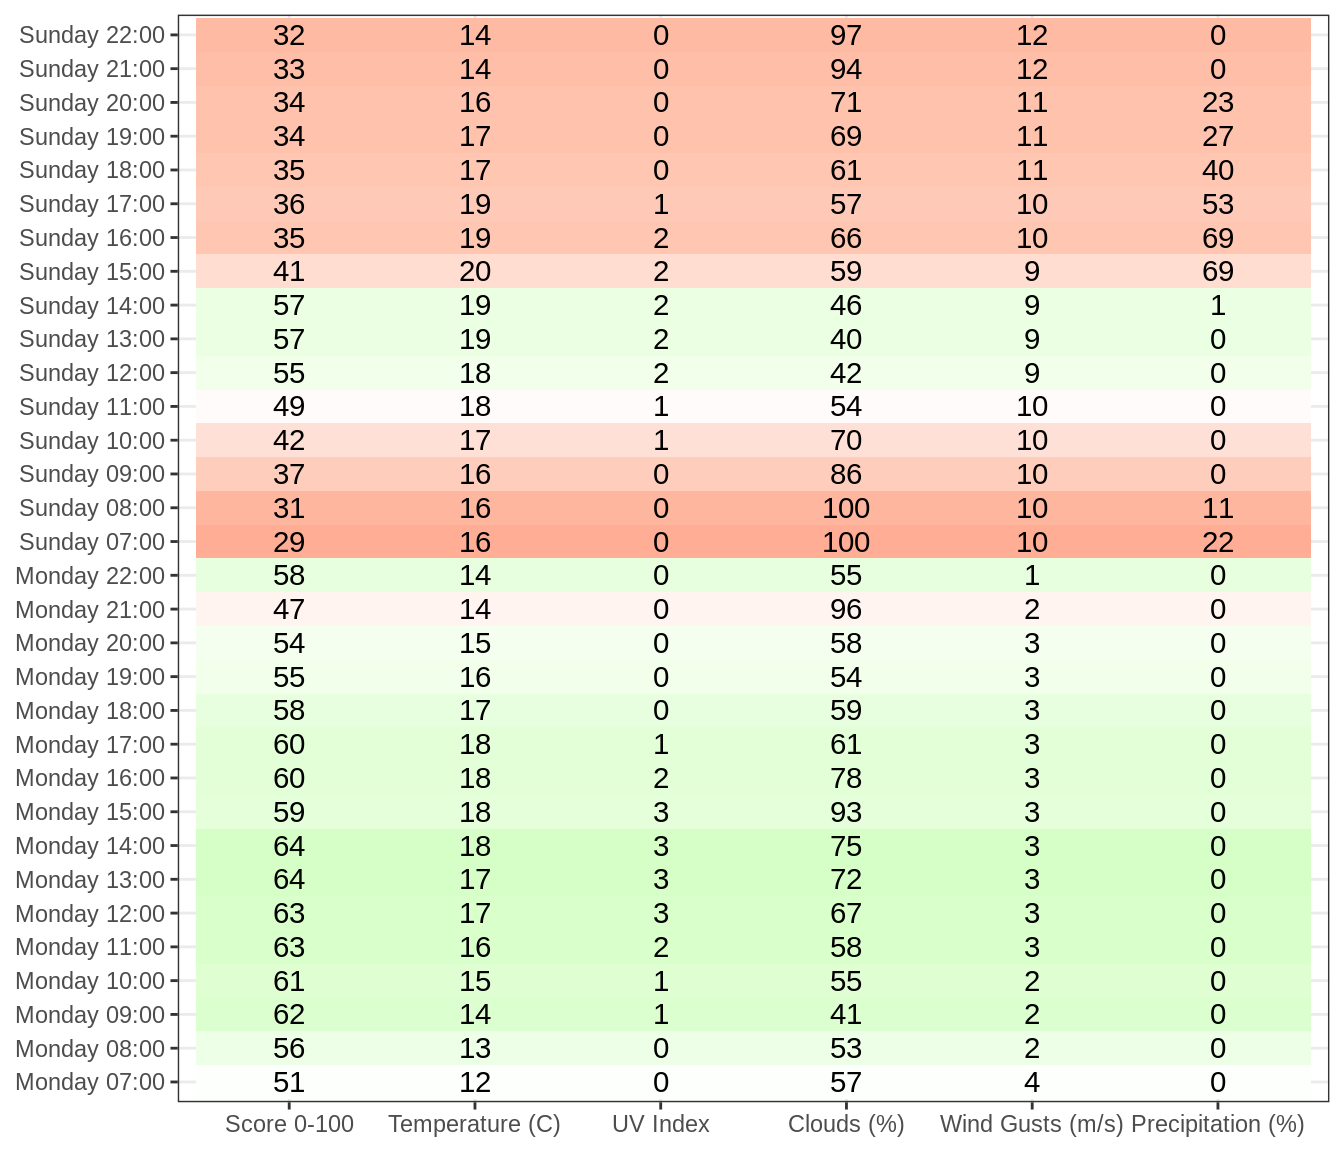 Sunday 22:00 32 14 0 97 12 0
Sunday 21:00 33 14 0 94 12 0
Sunday 20:00 34 16 0 71 11 23
Sunday 19:00 34 17 0 69 11 27
Sunday 18:00 35 17 0 61 11 40
Sunday 17:00 36 19 1 57 10 53
Sunday 16:00 35 19 2 66 10 69
Sunday 15:00 41 20 2 59 9 69
Sunday 14:00 57 19 2 46 9 1
Sunday 13:00 57 19 2 40 9 0
Sunday 12:00 55 18 2 42 9 0
Sunday 11:00 49 18 1 54 10 0
Sunday 10:00 42 17 1 70 10 0
Sunday 09:00 37 16 0 86 10 0
Sunday 08:00 31 16 0 100 10 11
Sunday 07:00 29 16 0 100 10 22
Monday 22:00 58 14 0 55 1 0
Monday 21:00 47 14 0 96 2 0
Monday 20:00 54 15 0 58 3 0
Monday 19:00 55 16 0 54 3 0
Monday 18:00 58 17 0 59 3 0
Monday 17:00 60 18 1 61 3 0
Monday 16:00 60 18 2 78 3 0
Monday 15:00 59 18 3 93 3 0
Monday 14:00 64 18 3 75 3 0
Monday 13:00 64 17 3 72 3 0
Monday 12:00 63 17 3 67 3 0
Monday 11:00 63 16 2 58 3 0
Monday 10:00 61 15 1 55 2 0
Monday 09:00 62 14 1 41 2 0
Monday 08:00 56 13 0 53 2 0
Monday 07:00 51 12 0 57 4 0
Score 0-100 Temperature (C) UV Index Clouds (%) Wind Gusts (m/s) Precipitation (%)